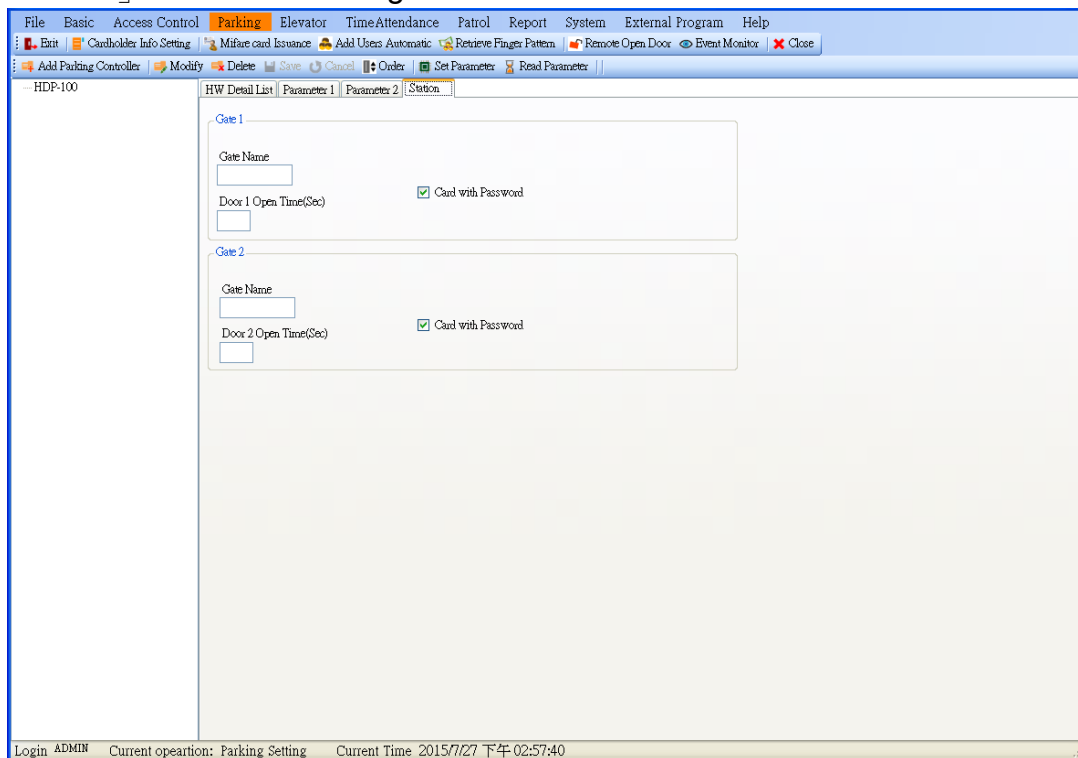 File Basic Access Control Parking Elevator TimeAttendance Patrol Report System External Program Help
Exit Cardholder Info Setting Mifare card Issuance Add Users Automatic Retrieve Finger Pattern Remote Open Door Event Monitor Close
Add Parking Controller Modify Delete Save Cancel Order Set Parameter Read Parameter
HDP-100
HW Detail List Parameter 1 Parameter 2 Station
Gate 1
Gate Name
Card with Password
Door 1 Open Time(Sec)
Gate 2
Gate Name
Card with Password
Door 2 Open Time(Sec)
Login ADMIN Current opeartion: Parking Setting Current Time 2015/7/27 下午 02:57:40